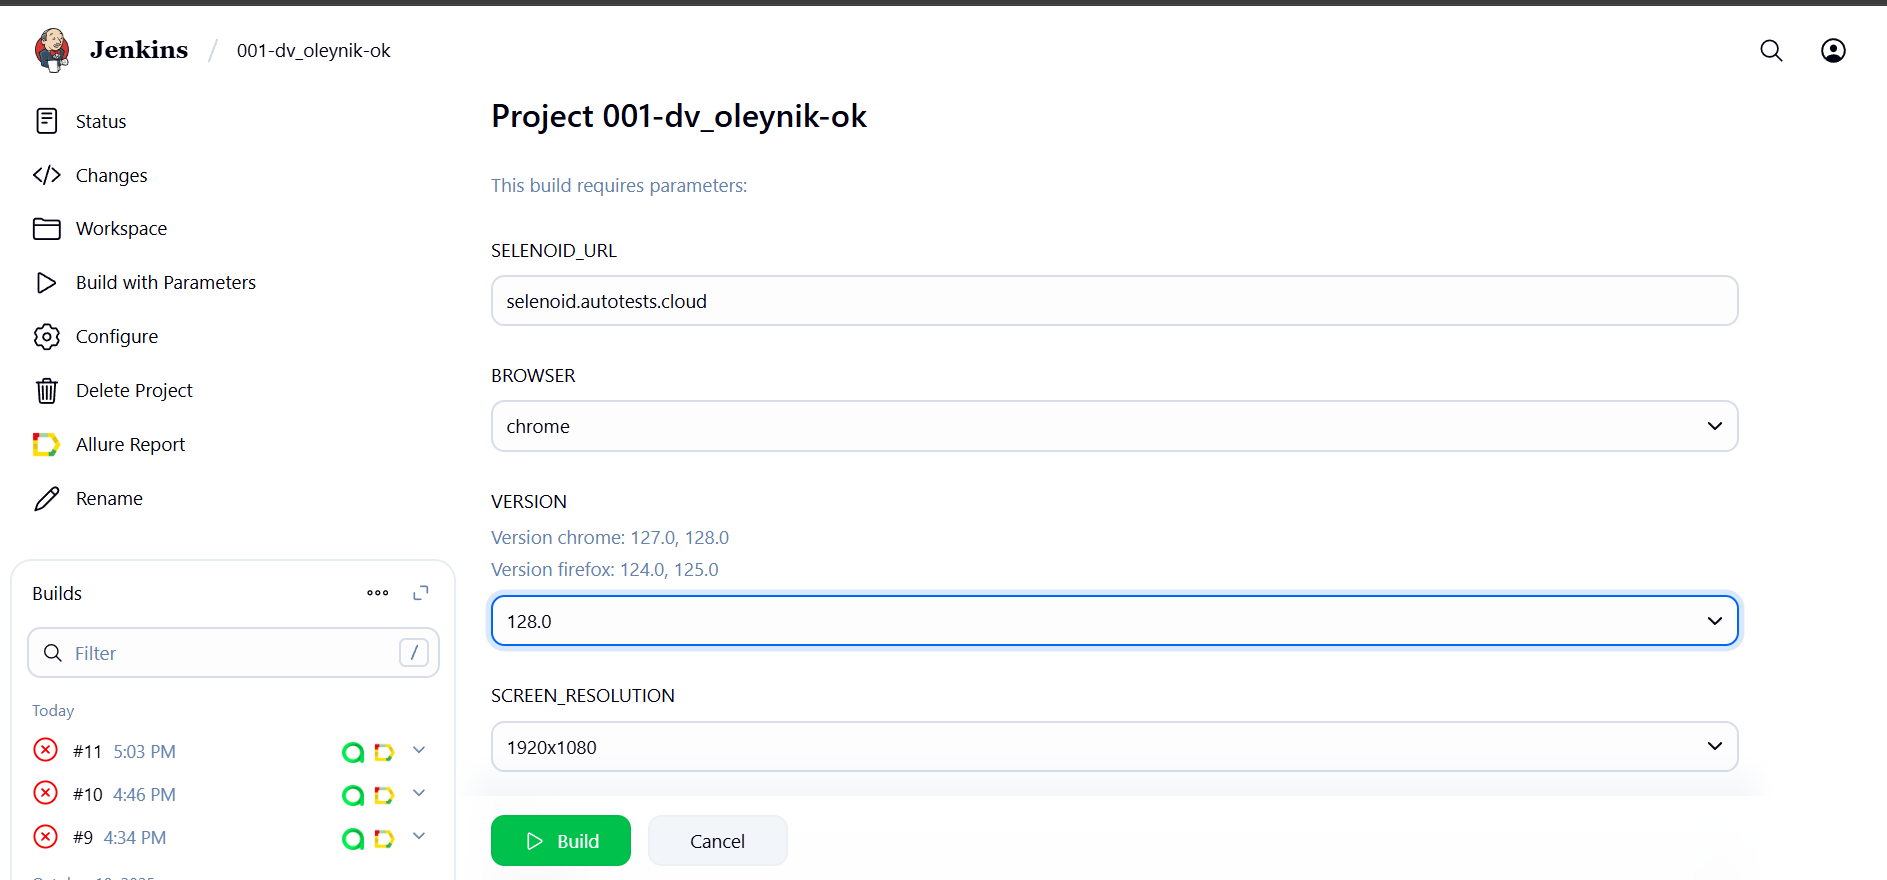 Jenkins / 001-dv_oleynik-ok
Status
Changes
Workspace
Build with Parameters
Configure
Delete Project
Allure Report
Rename
Builds
Filter /
Today
#11 5:03 PM
#10 4:46 PM
#9 4:34 PM
Project 001-dv_oleynik-ok
This build requires parameters:
SELENOID_URL
selenoid.autotests.cloud
BROWSER
chrome
VERSION
Version chrome: 127.0, 128.0
Version firefox: 124.0, 125.0
128.0
SCREEN_RESOLUTION
1920x1080
Build
Cancel